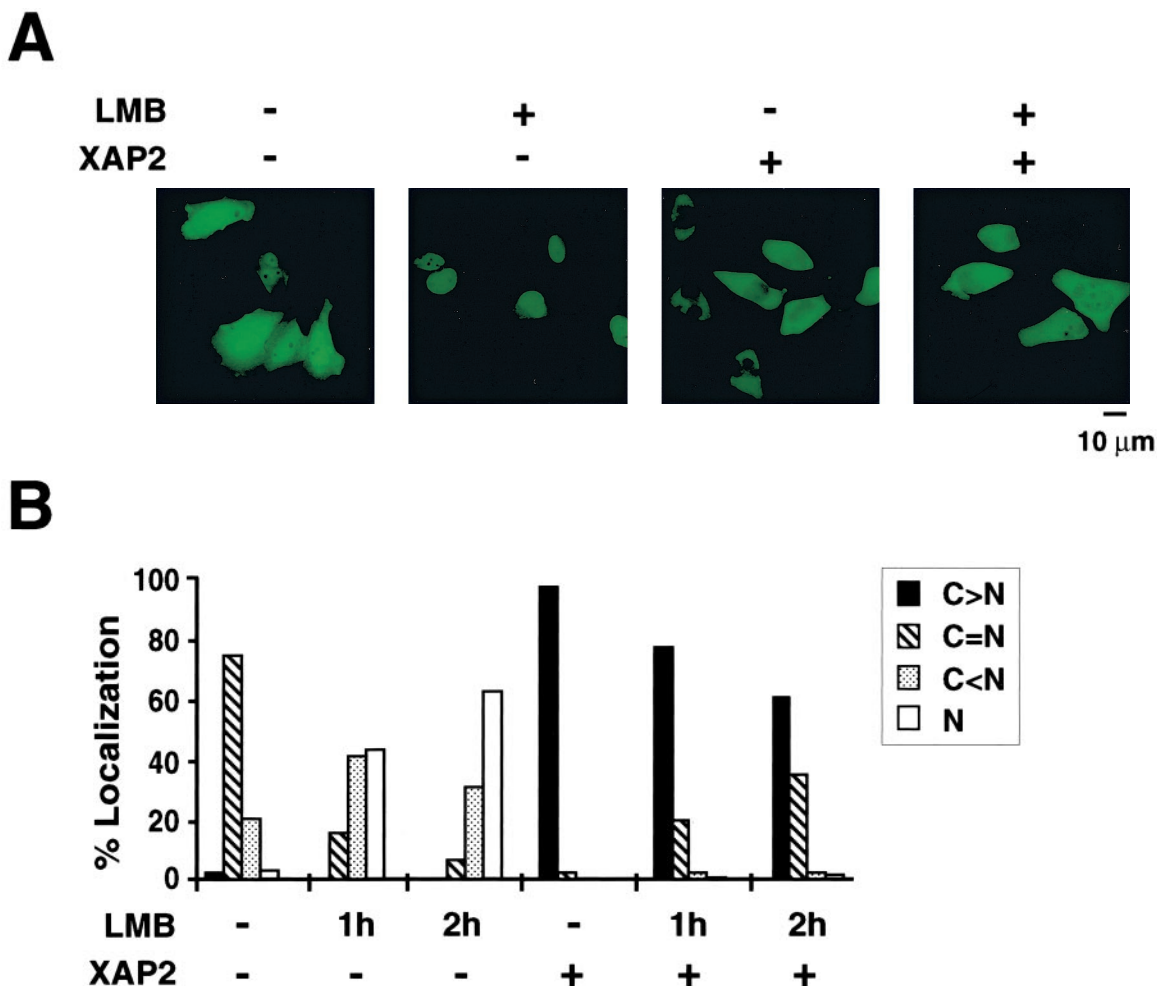 A
LMB - + - +
XAP2 - - + +
10 μm
B
% Localization
100
80
60
40
20
0
C>N
C=N
C<N
N
LMB - 1h 2h - 1h 2h
XAP2 - - - + + +